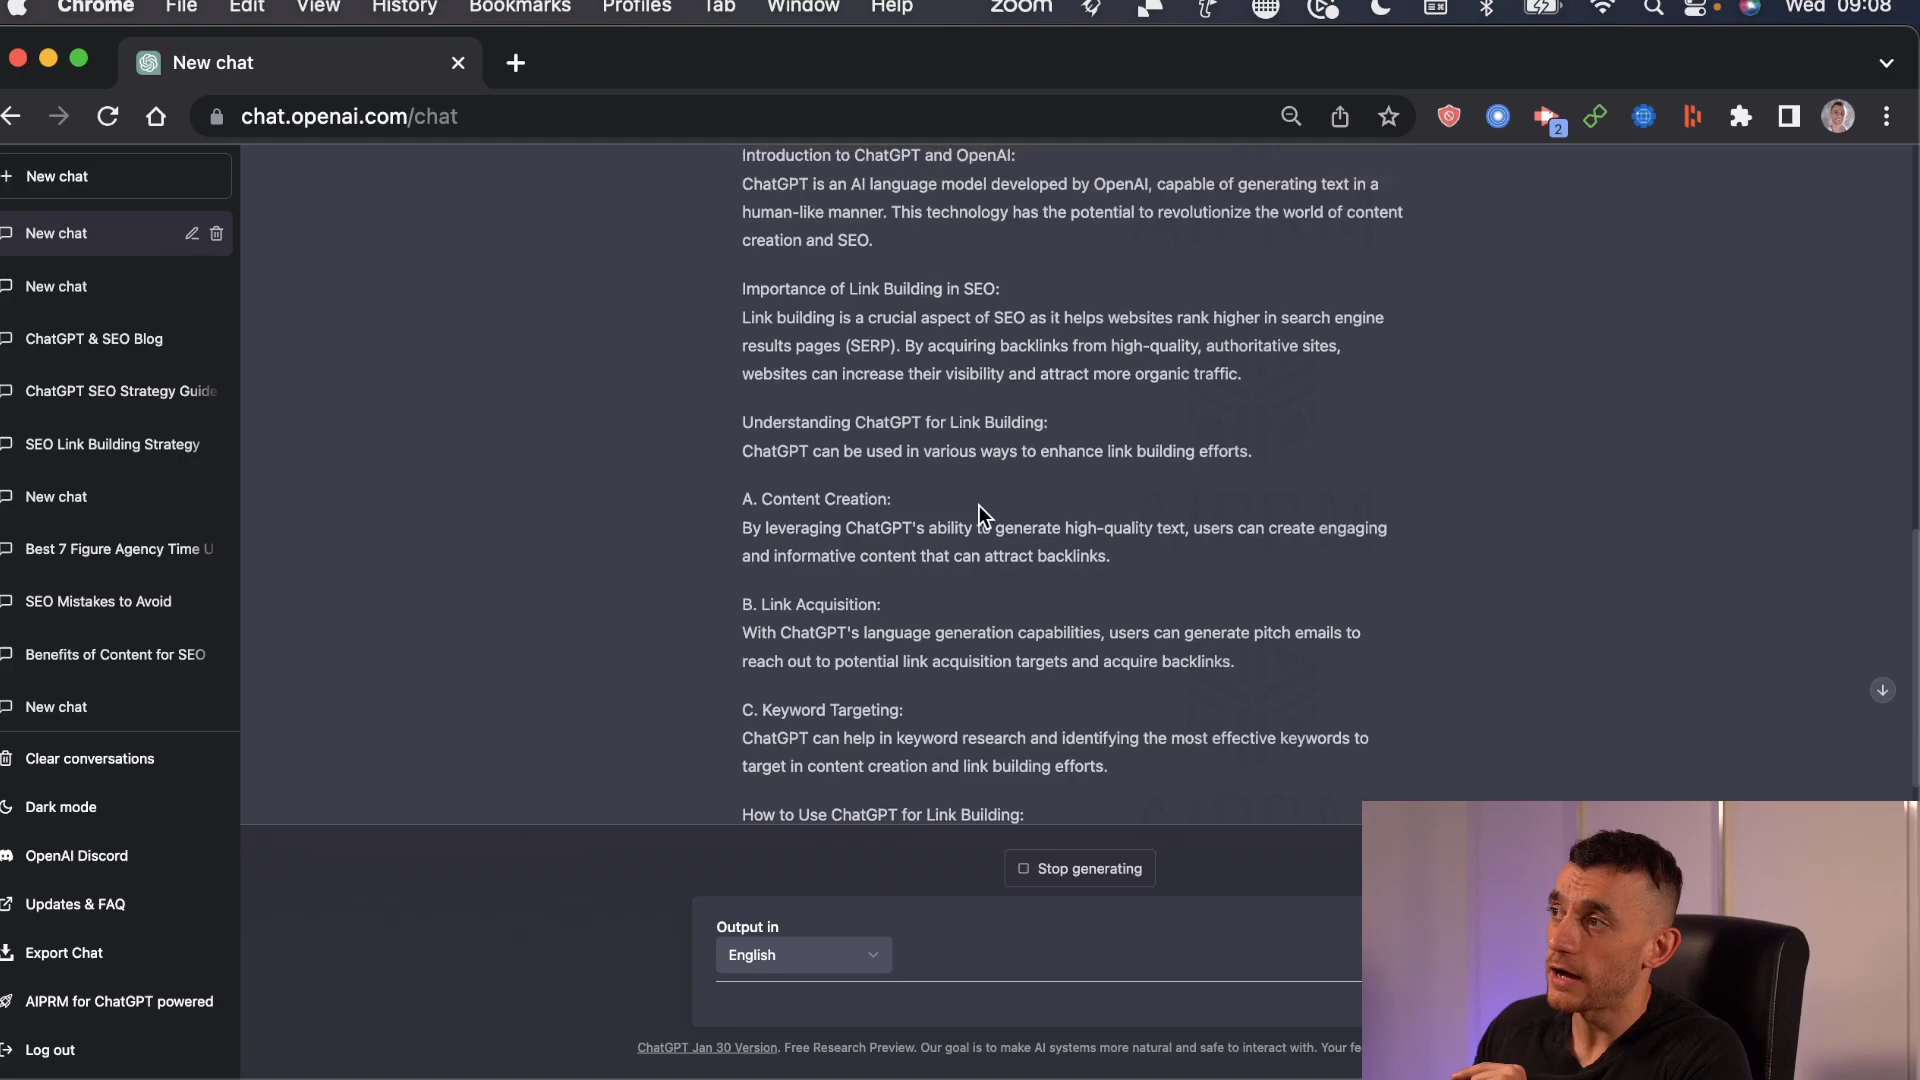 Chrome File Edit View History Bookmarks Profiles Tab Window Help zoom Wed 09:08
New chat
chat.openai.com/chat
2
New chat
New chat
New chat
ChatGPT & SEO Blog
ChatGPT SEO Strategy Guide
SEO Link Building Strategy
New chat
Best 7 Figure Agency Time U
SEO Mistakes to Avoid
Benefits of Content for SEO
New chat
Clear conversations
Dark mode
OpenAI Discord
Updates & FAQ
Export Chat
AIPRM for ChatGPT powered
Log out
Introduction to ChatGPT and OpenAI:
ChatGPT is an AI language model developed by OpenAI, capable of generating text in a
human-like manner. This technology has the potential to revolutionize the world of content
creation and SEO.
Importance of Link Building in SEO:
Link building is a crucial aspect of SEO as it helps websites rank higher in search engine
results pages (SERP). By acquiring backlinks from high-quality, authoritative sites,
websites can increase their visibility and attract more organic traffic.
Understanding ChatGPT for Link Building:
ChatGPT can be used in various ways to enhance link building efforts.
A. Content Creation:
By leveraging ChatGPT's ability to generate high-quality text, users can create engaging
and informative content that can attract backlinks.
B. Link Acquisition:
With ChatGPT's language generation capabilities, users can generate pitch emails to
reach out to potential link acquisition targets and acquire backlinks.
C. Keyword Targeting:
ChatGPT can help in keyword research and identifying the most effective keywords to
target in content creation and link building efforts.
How to Use ChatGPT for Link Building:
AIPRM
AIPRM
AIPRM
Stop generating
Output in
English
ChatGPT Jan 30 Version. Free Research Preview. Our goal is to make AI systems more natural and safe to interact with. Your fe